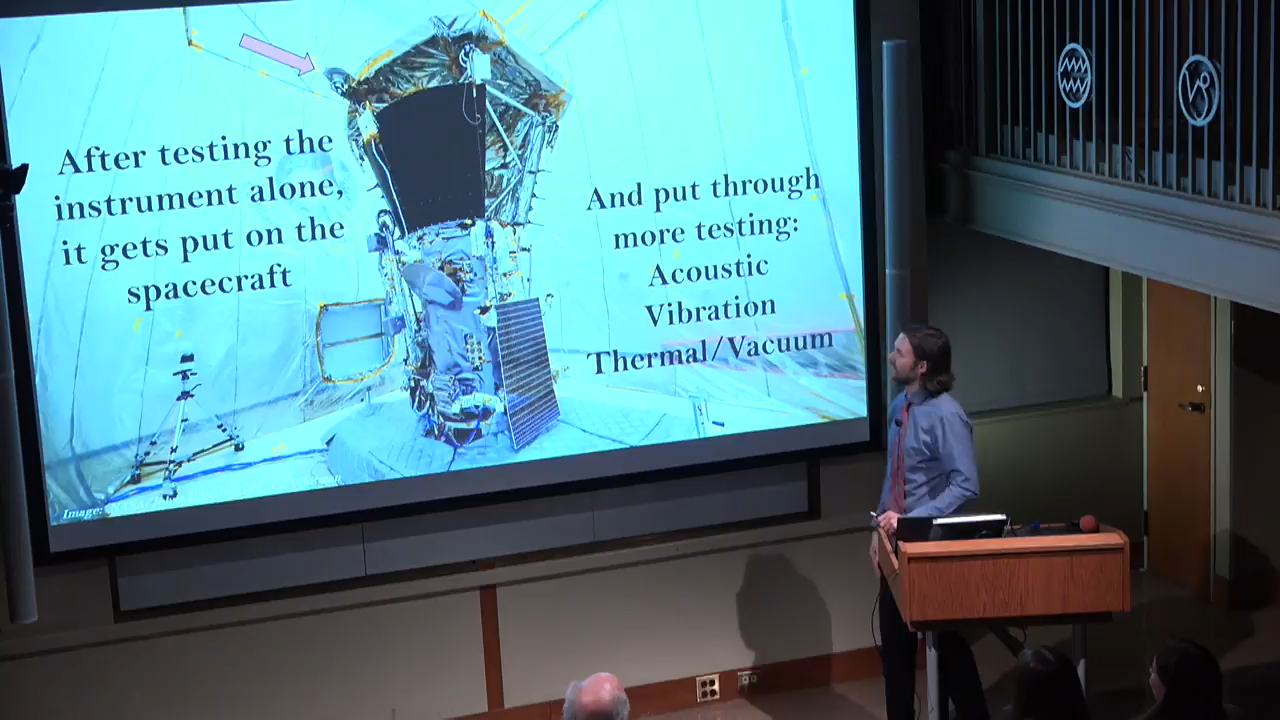 After testing the
instrument alone,
it gets put on the
spacecraft
And put through
more testing:
Acoustic
Vibration
Thermal/Vacuum
Image: